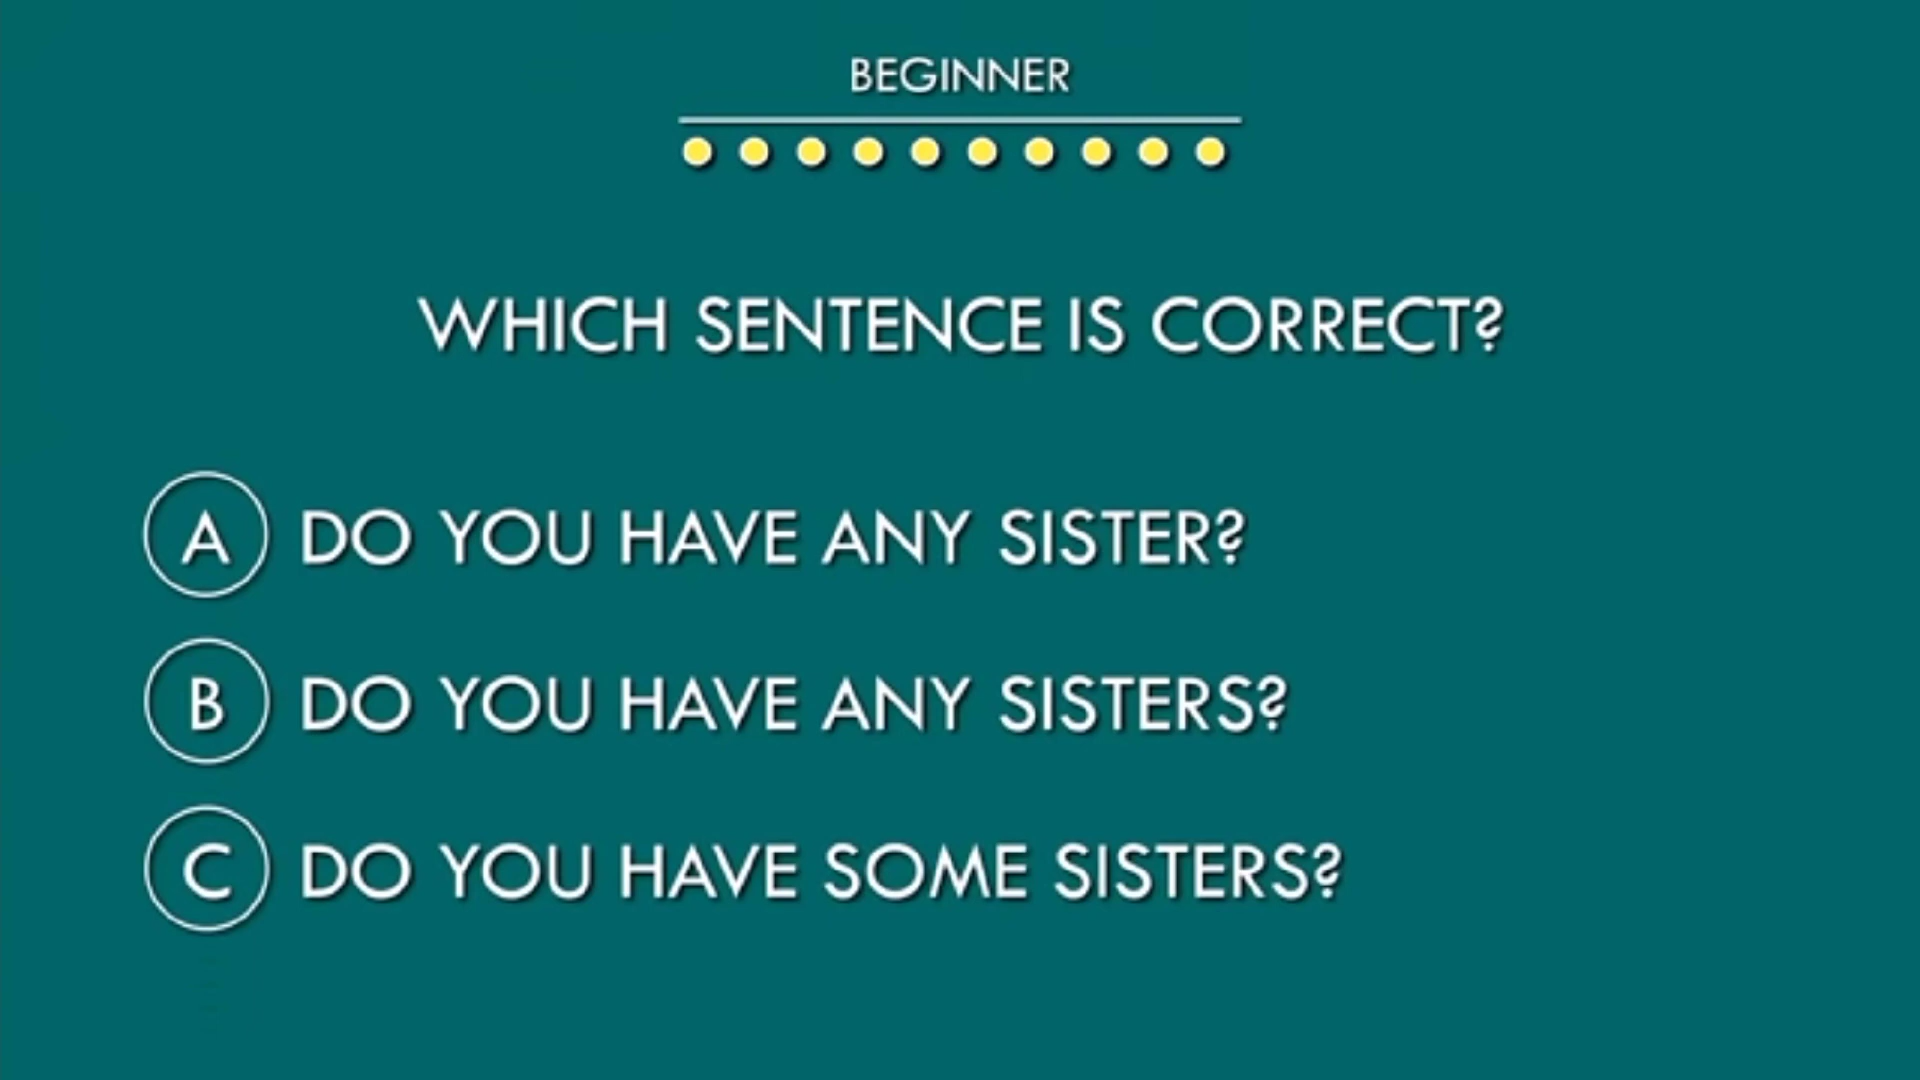 BEGINNER
WHICH SENTENCE IS CORRECT?
A DO YOU HAVE ANY SISTER?
B DO YOU HAVE ANY SISTERS?
C DO YOU HAVE SOME SISTERS?